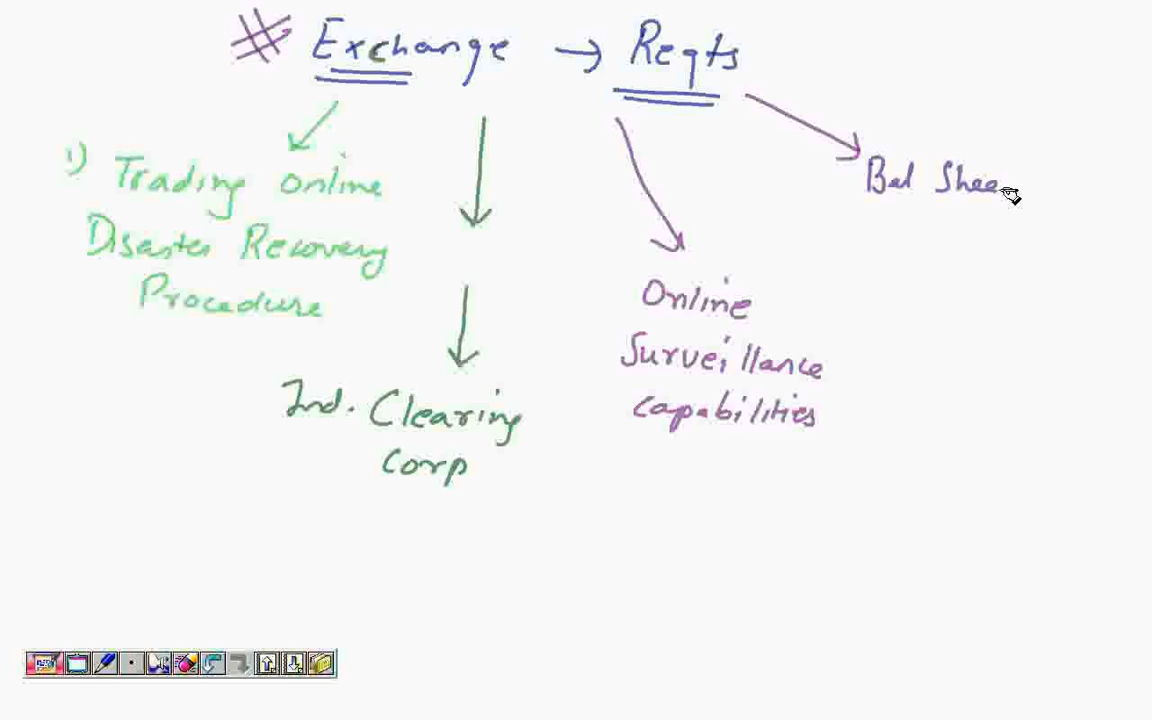 # Exchange → Reqts
1) Trading online
Disaster Recovery
Procedure
Ind. Clearing
Corp
Online
Surveillance
capabilities
Bal Shee